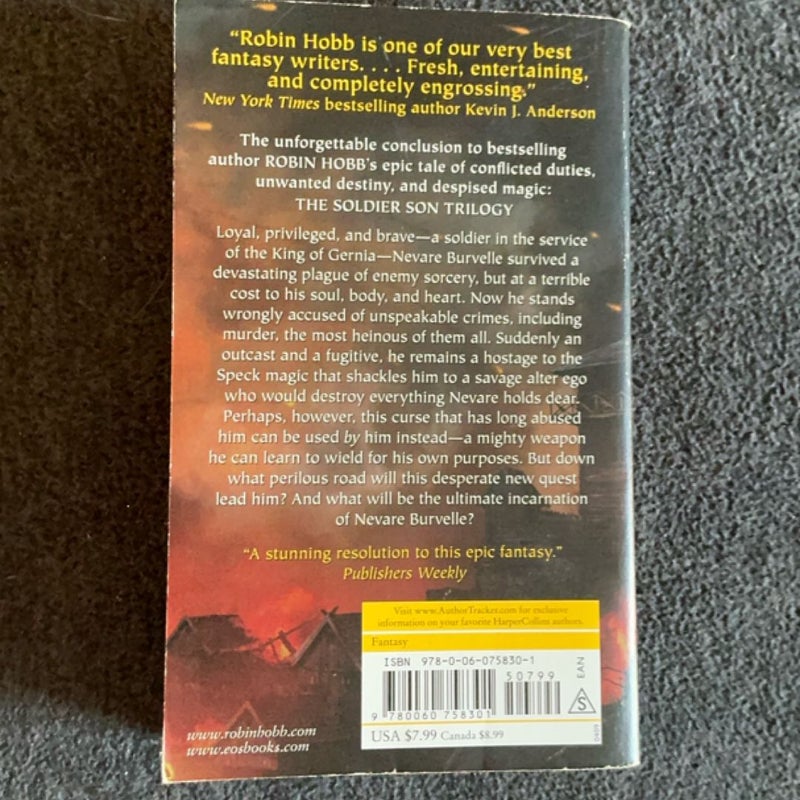 “Robin Hobb is one of our very best
fantasy writers. . . . Fresh, entertaining,
and completely engrossing.”
New York Times bestselling author Kevin J. Anderson
The unforgettable conclusion to bestselling
author ROBIN HOBB’s epic tale of conflicted duties,
unwanted destiny, and despised magic:
THE SOLDIER SON TRILOGY
Loyal, privileged, and brave—a soldier in the service
of the King of Gernia—Nevare Burvelle survived a
devastating plague of enemy sorcery, but at a terrible
cost to his soul, body, and heart. Now he stands
wrongly accused of unspeakable crimes, including
murder, the most heinous of them all. Suddenly an
outcast and a fugitive, he remains a hostage to the
Speck magic that shackles him to a savage alter ego
who would destroy everything Nevare holds dear.
Perhaps, however, this curse that has long abused
him can be used by him instead—a mighty weapon
he can learn to wield for his own purposes. But down
what perilous road will this desperate new quest
lead him? And what will be the ultimate incarnation
of Nevare Burvelle?
“A stunning resolution to this epic fantasy.”
Publishers Weekly
Visit www.AuthorTracker.com for exclusive
information on your favorite HarperCollins authors.
Fantasy
ISBN 978-0-06-075830-1
50799
EAN
S
9 780060 758301
USA $7.99 Canada $8.99
www.robinhobb.com
www.eosbooks.com